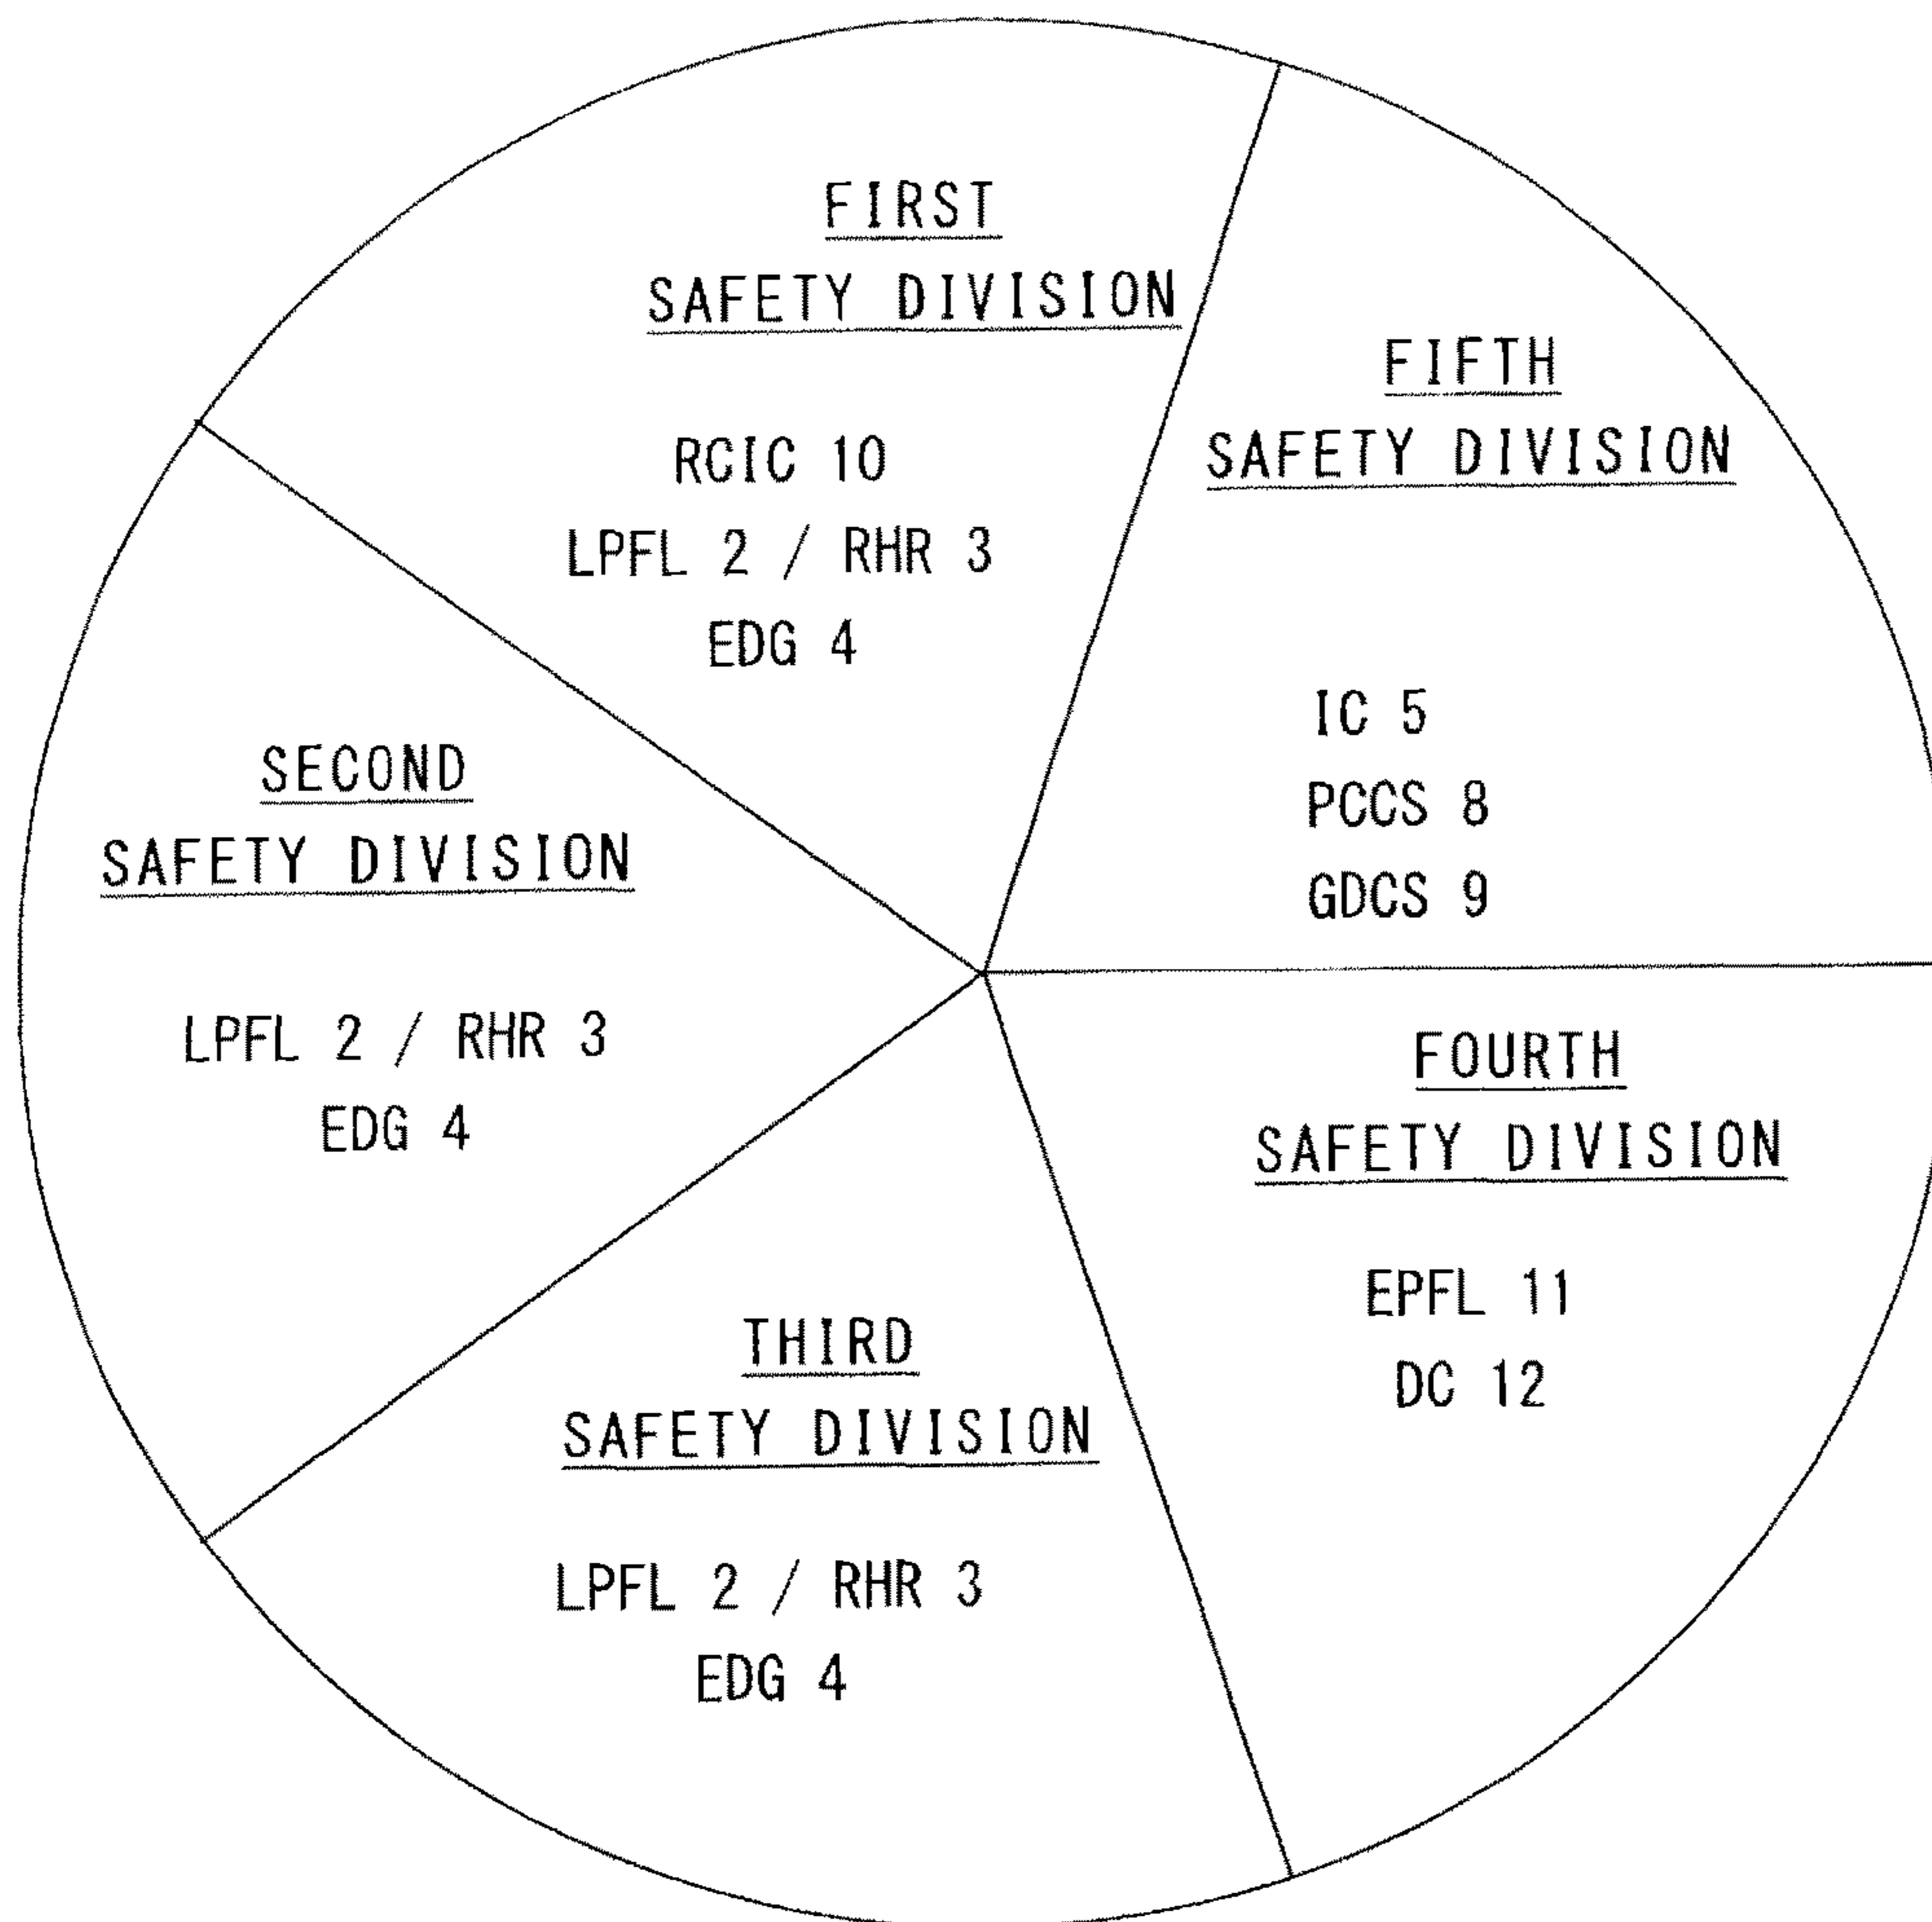 FIRST
SAFETY DIVISION
RCIC 10
LPFL 2 / RHR 3
EDG 4
FIFTH
SAFETY DIVISION
IC 5
PCCS 8
GDCS 9
SECOND
SAFETY DIVISION
LPFL 2 / RHR 3
EDG 4
FOURTH
SAFETY DIVISION
EPFL 11
DC 12
THIRD
SAFETY DIVISION
LPFL 2 / RHR 3
EDG 4